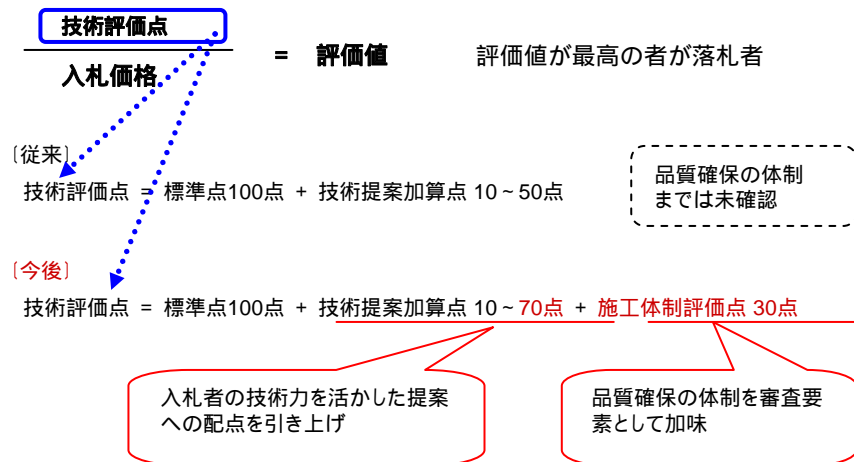 技術評価点
入札価格
= 評価値
評価値が最高の者が落札者
〔従来〕
技術評価点 = 標準点100点 + 技術提案加算点 10~50点
品質確保の体制
までは未確認
〔今後〕
技術評価点 = 標準点100点 + 技術提案加算点 10~70点 + 施工体制評価点 30点
入札者の技術力を活かした提案
への配点を引き上げ
品質確保の体制を審査要
素として加味